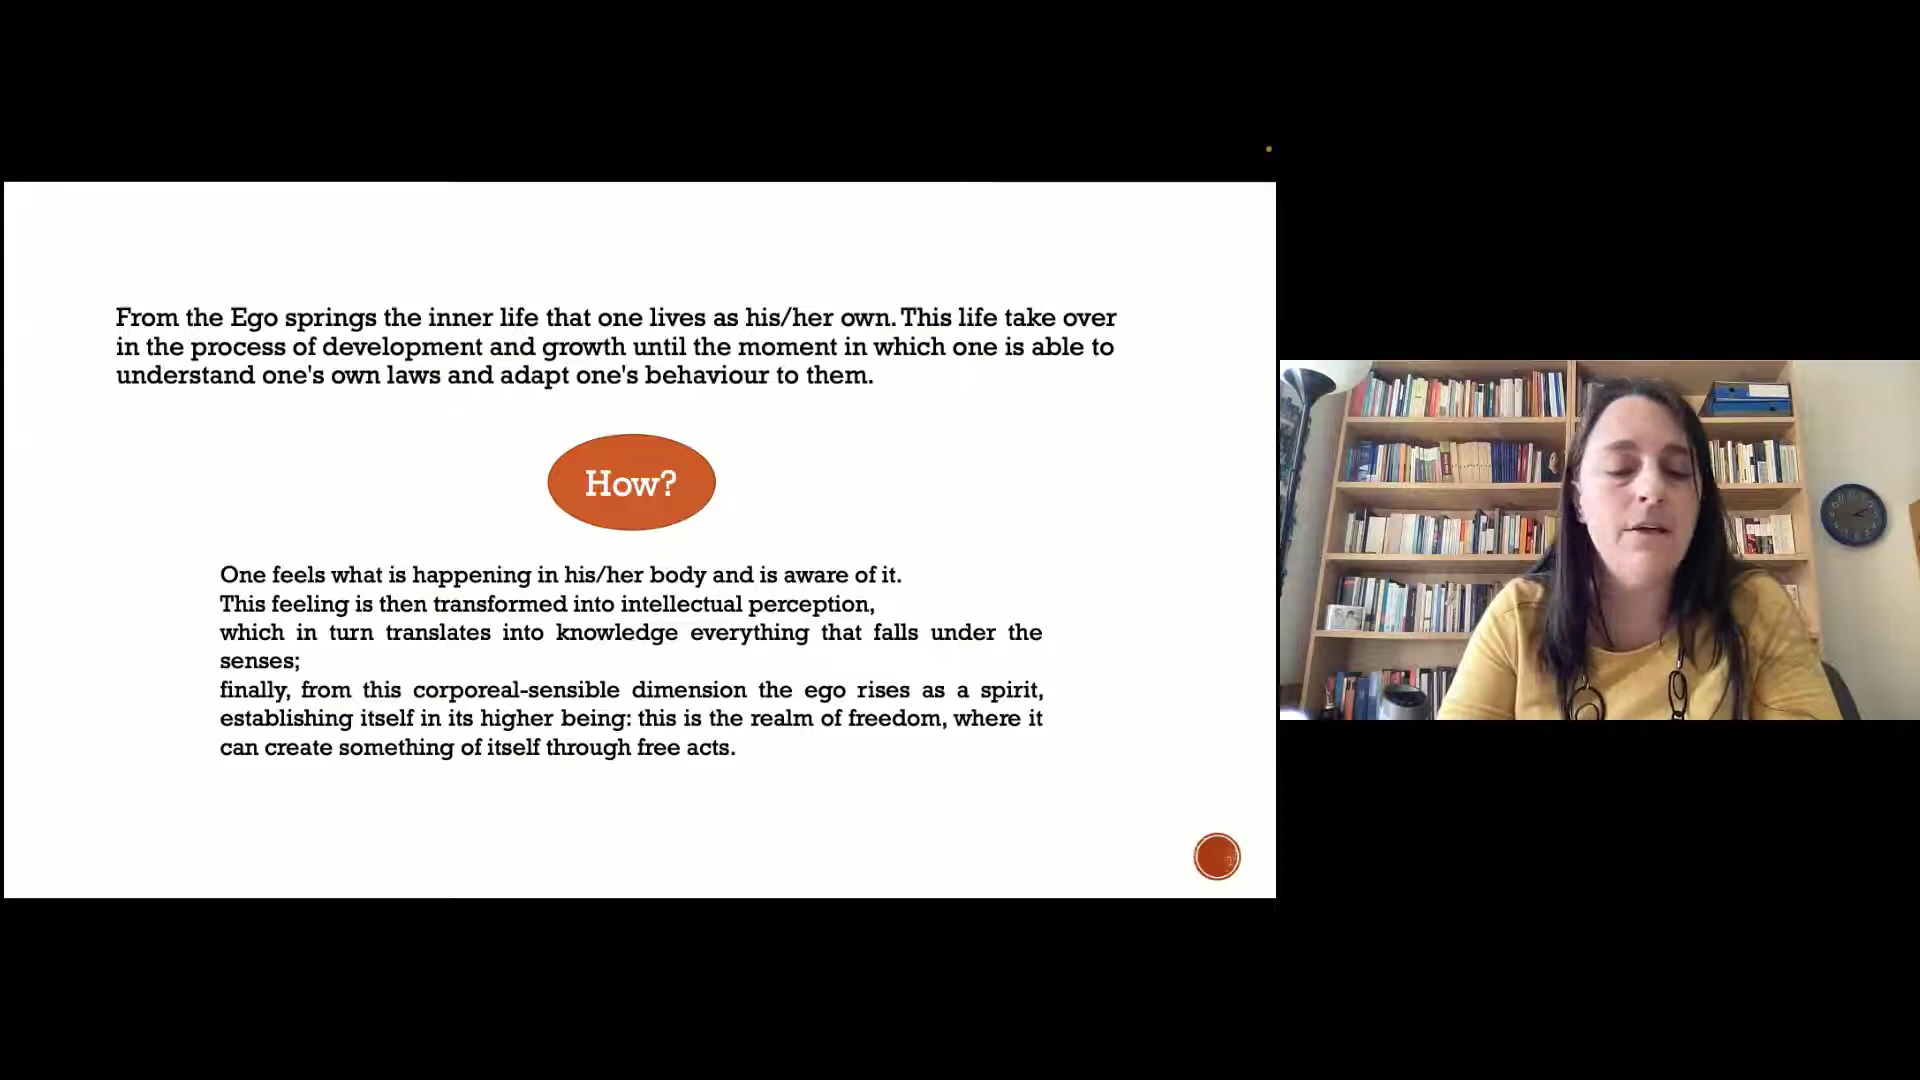 From the Ego springs the inner life that one lives as his/her own. This life take over
in the process of development and growth until the moment in which one is able to
understand one's own laws and adapt one's behaviour to them.
How?
One feels what is happening in his/her body and is aware of it.
This feeling is then transformed into intellectual perception,
which in turn translates into knowledge everything that falls under the
senses;
finally, from this corporeal-sensible dimension the ego rises as a spirit,
establishing itself in its higher being: this is the realm of freedom, where it
can create something of itself through free acts.